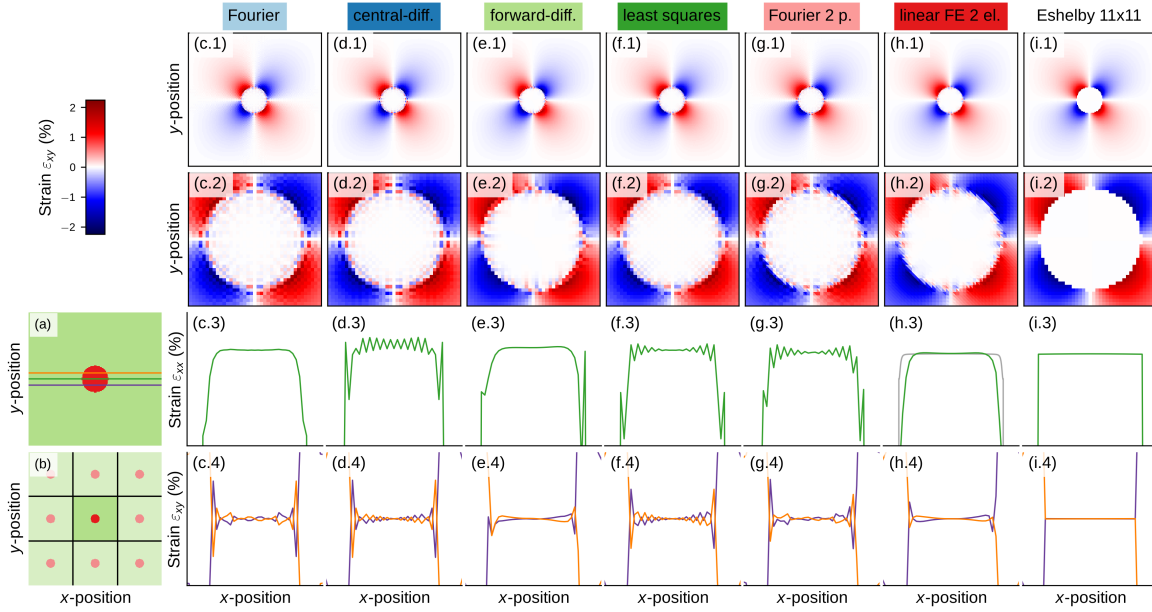 Fourier central-diff. forward-diff. least squares Fourier 2 p. linear FE 2 el. Eshelby 11x11
(c.1) (d.1) (e.1) (f.1) (g.1) (h.1) (i.1)
y-position
2
1
0
−1
−2
Strain εxy (%)
(c.2) (d.2) (e.2) (f.2) (g.2) (h.2) (i.2)
y-position
(a)
y-position
(c.3) (d.3) (e.3) (f.3) (g.3) (h.3) (i.3)
Strain εxx (%)
(b)
y-position
(c.4) (d.4) (e.4) (f.4) (g.4) (h.4) (i.4)
Strain εxy (%)
x-position x-position x-position x-position x-position x-position x-position x-position